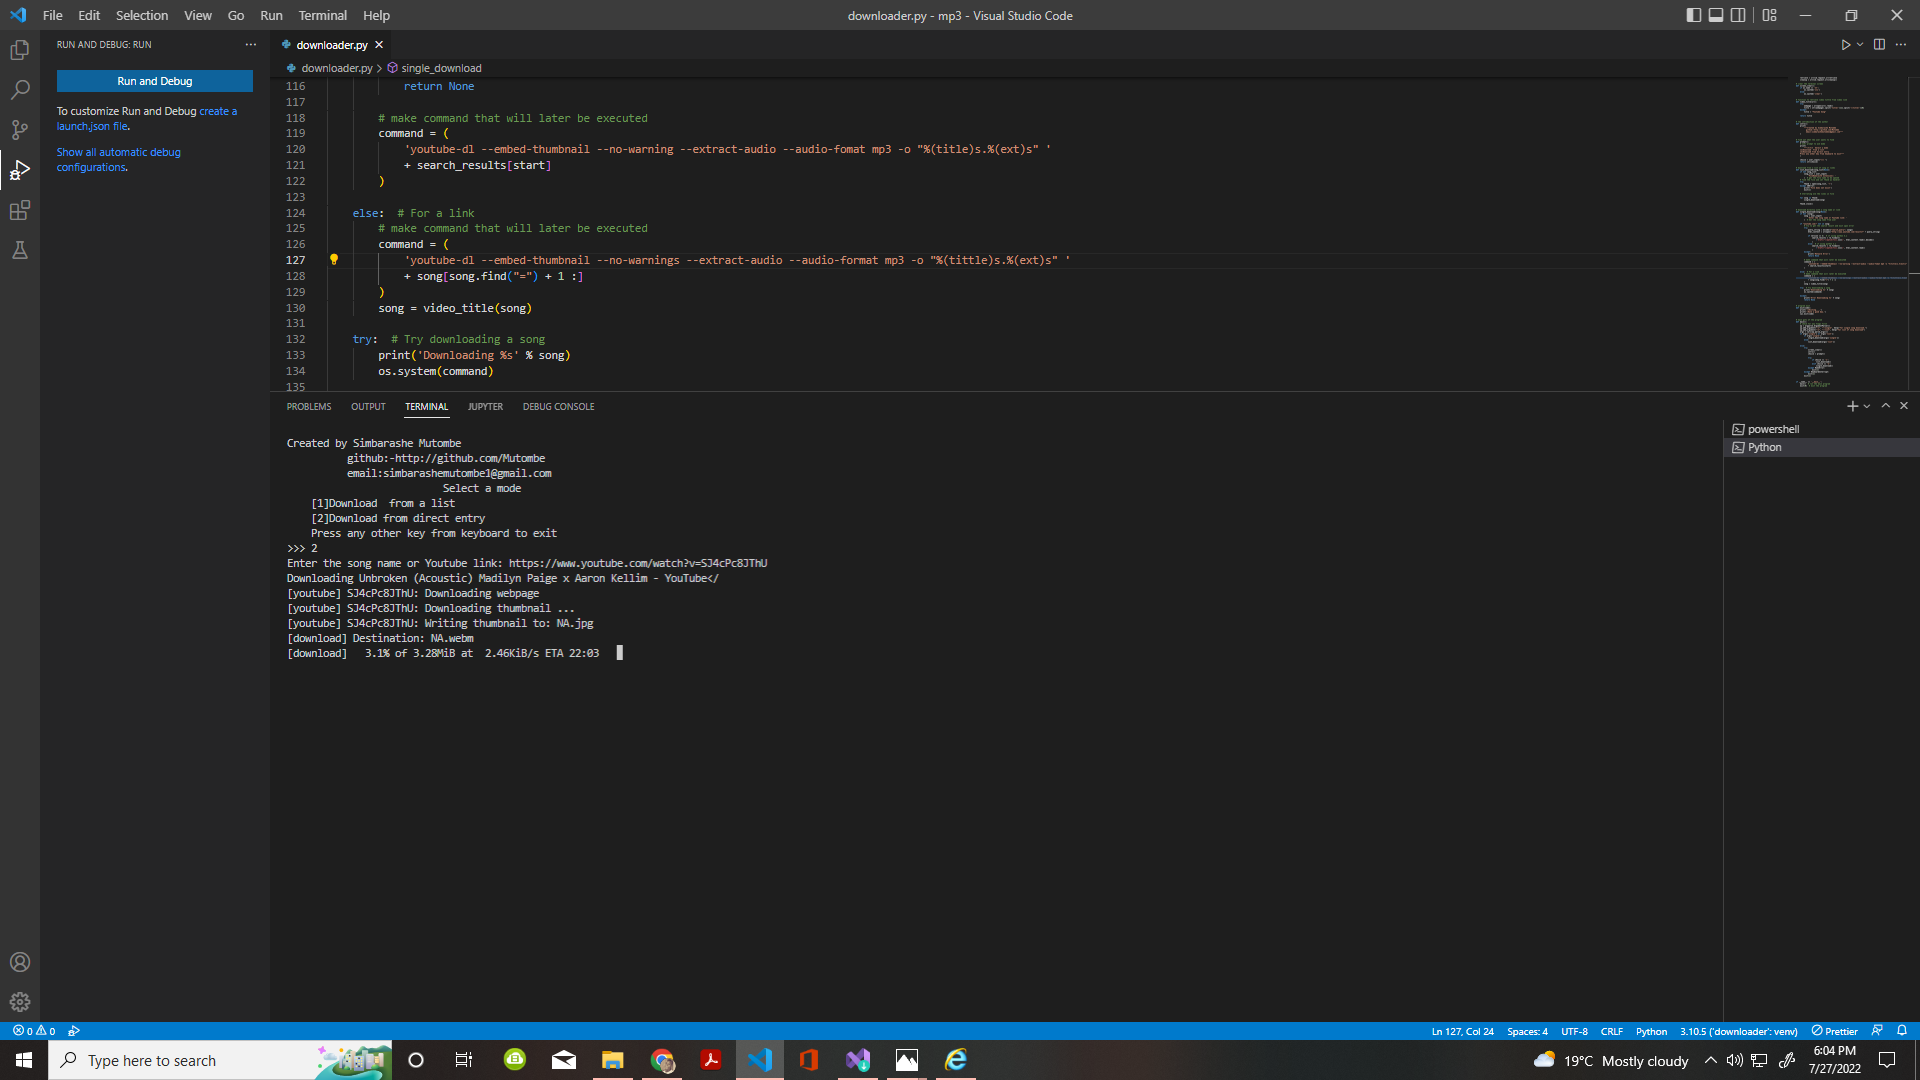 File Edit Selection View Go Run Terminal Help
downloader.py - mp3 - Visual Studio Code
RUN AND DEBUG: RUN
Run and Debug
To customize Run and Debug create a
launch.json file.
Show all automatic debug
configurations.
downloader.py
downloader.py > single_download
116 return None
117
118 # make command that will later be executed
119 command = (
120 'youtube-dl --embed-thumbnail --no-warning --extract-audio --audio-fomat mp3 -o "%(title)s.%(ext)s" '
121 + search_results[start]
122 )
123
124 else: # For a link
125 # make command that will later be executed
126 command = (
127 'youtube-dl --embed-thumbnail --no-warnings --extract-audio --audio-format mp3 -o "%(tittle)s.%(ext)s" '
128 + song[song.find("=") + 1 :]
129 )
130 song = video_title(song)
131
132 try: # Try downloading a song
133 print('Downloading %s' % song)
134 os.system(command)
135
PROBLEMS OUTPUT TERMINAL JUPYTER DEBUG CONSOLE
powershell
Python
Created by Simbarashe Mutombe
github:-http://github.com/Mutombe
email:simbarashemutombe1@gmail.com
Select a mode
[1]Download  from a list
[2]Download from direct entry
Press any other key from keyboard to exit
>>> 2
Enter the song name or Youtube link: https://www.youtube.com/watch?v=SJ4cPc8JThU
Downloading Unbroken (Acoustic) Madilyn Paige x Aaron Kellim - YouTube</
[youtube] SJ4cPc8JThU: Downloading webpage
[youtube] SJ4cPc8JThU: Downloading thumbnail ...
[youtube] SJ4cPc8JThU: Writing thumbnail to: NA.jpg
[download] Destination: NA.webm
[download]   3.1% of 3.28MiB at  2.46KiB/s ETA 22:03
0 0
Ln 127, Col 24 Spaces: 4 UTF-8 CRLF Python 3.10.5 ('downloader': venv) Prettier
Type here to search
19°C Mostly cloudy
6:04 PM
7/27/2022